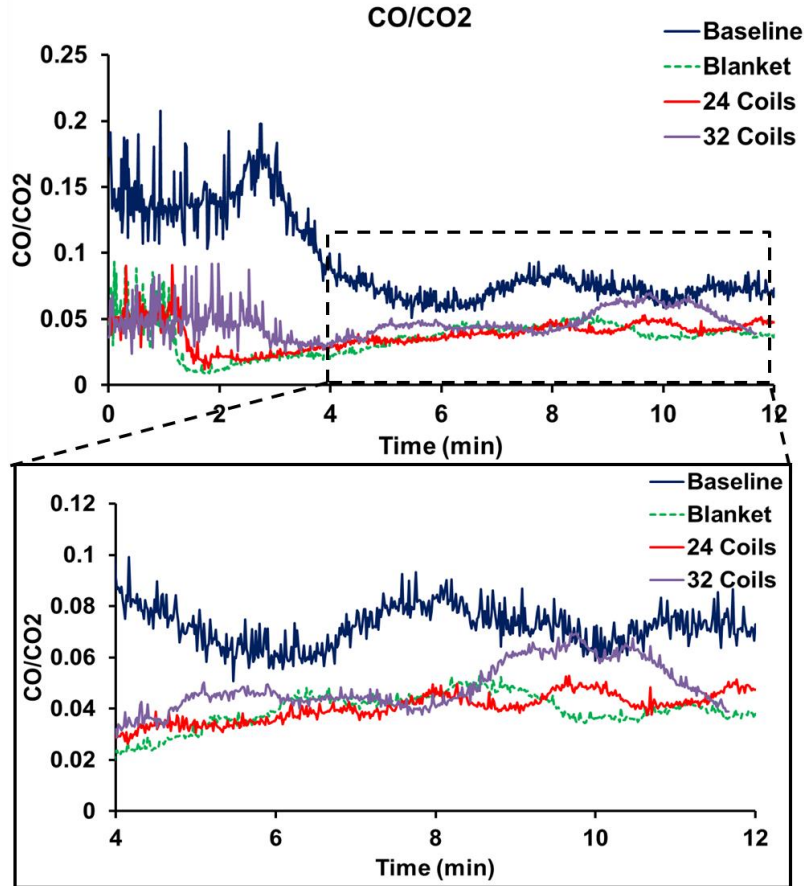 CO/CO2
Baseline
Blanket
24 Coils
32 Coils
CO/CO2
0.25
0.2
0.15
0.1
0.05
0
0 2 4 6 8 10 12
Time (min)
Baseline
Blanket
24 Coils
32 Coils
CO/CO2
0.12
0.1
0.08
0.06
0.04
0.02
0
4 6 8 10 12
Time (min)